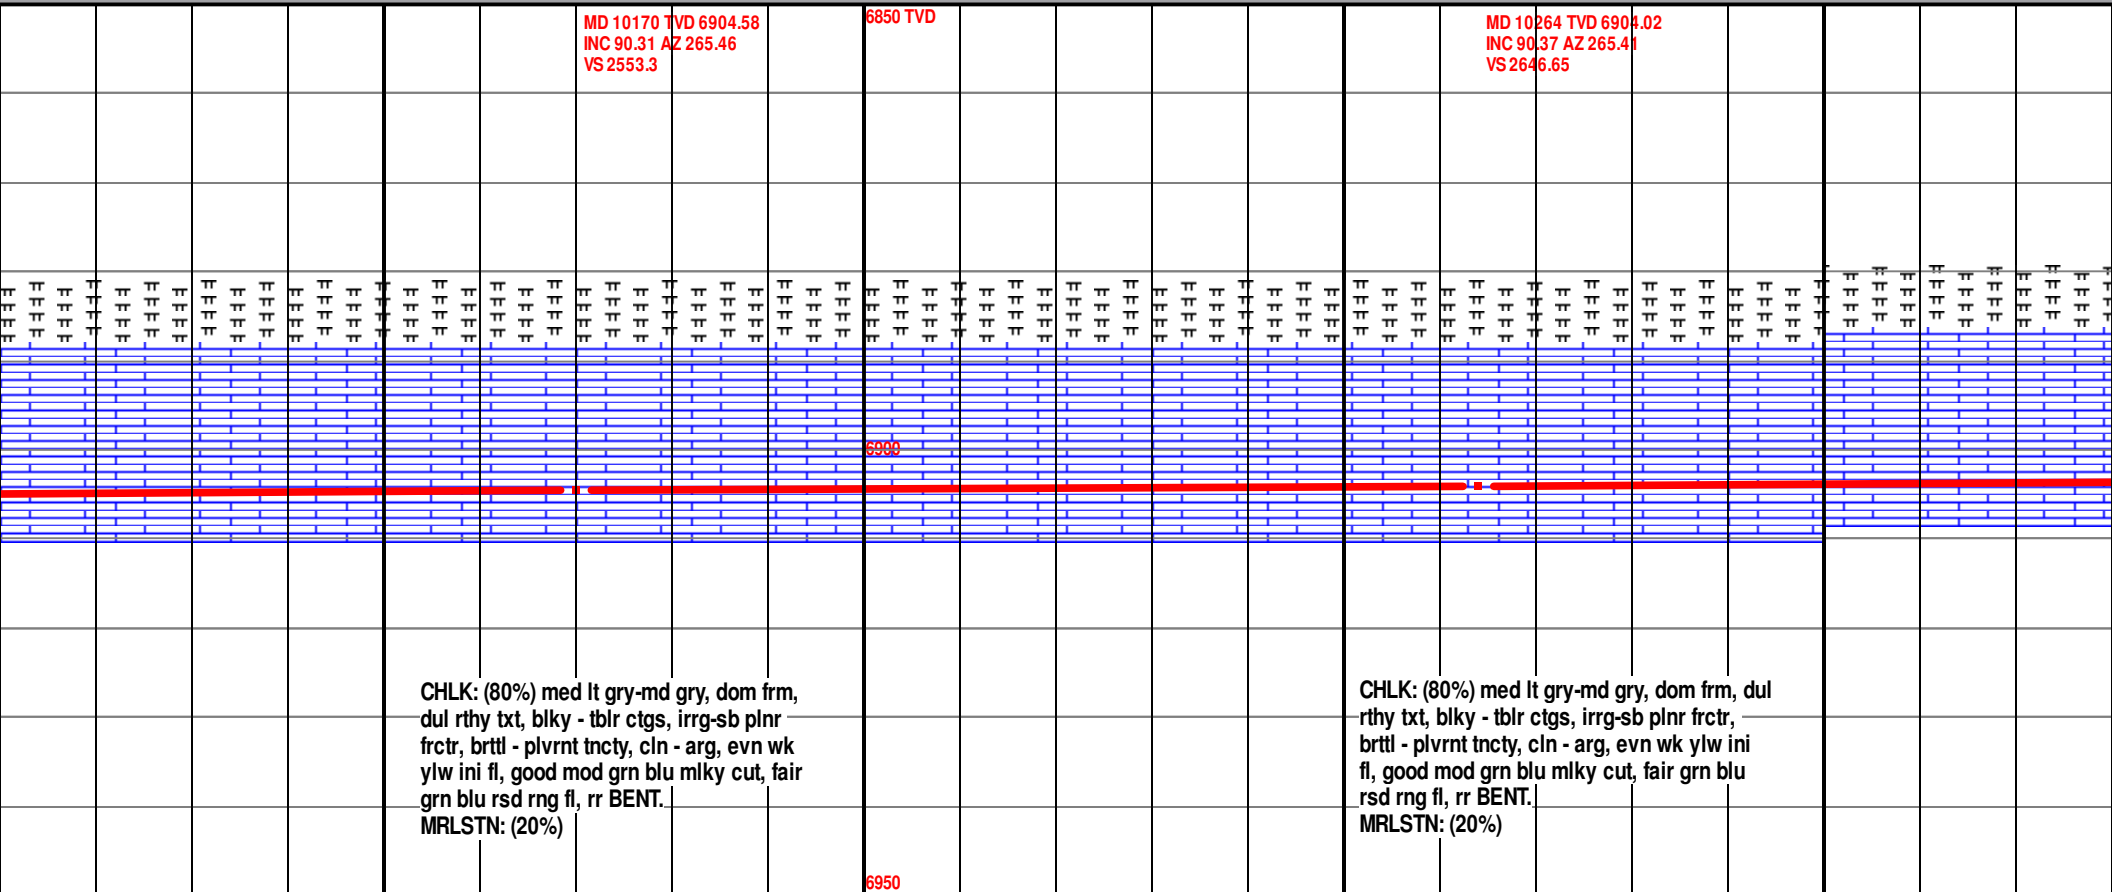 MD 10170 TVD 6904.58
INC 90.31 AZ 265.46
VS 2553.3
6850 TVD
MD 10264 TVD 6904.02
INC 90.37 AZ 265.41
VS 2646.65
6900
CHLK: (80%) med lt gry-md gry, dom frm,
dul rthy txt, blky - tblr ctgs, irrg-sb plnr
frctr, brttl - plvrnt tncty, cln - arg, evn wk
ylw ini fl, good mod grn blu mlky cut, fair
grn blu rsd rng fl, rr BENT.
MRLSTN: (20%)
CHLK: (80%) med lt gry-md gry, dom frm, dul
rthy txt, blky - tblr ctgs, irrg-sb plnr frctr,
brttl - plvrnt tncty, cln - arg, evn wk ylw ini
fl, good mod grn blu mlky cut, fair grn blu
rsd rng fl, rr BENT.
MRLSTN: (20%)
6950